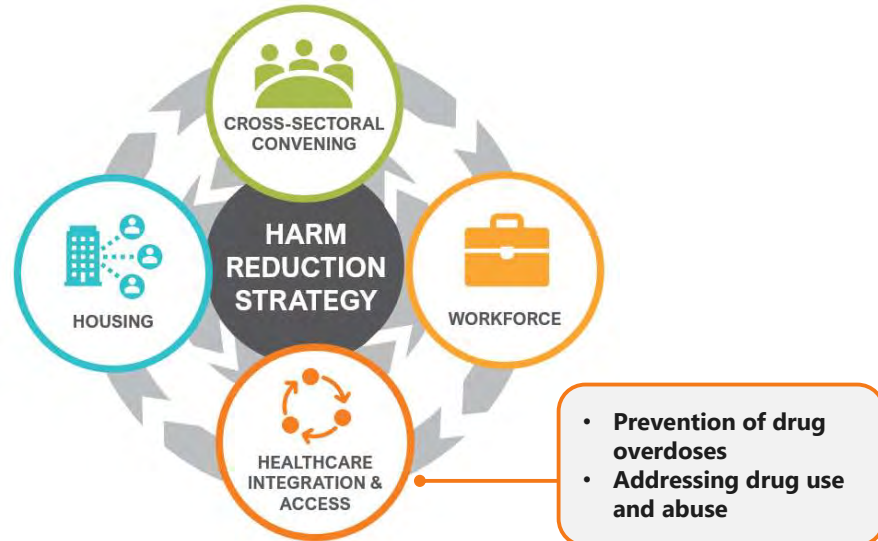 CROSS-SECTORAL
CONVENING
HARM
REDUCTION
STRATEGY
HOUSING
WORKFORCE
HEALTHCARE
INTEGRATION &
ACCESS
• Prevention of drug
overdoses
• Addressing drug use
and abuse